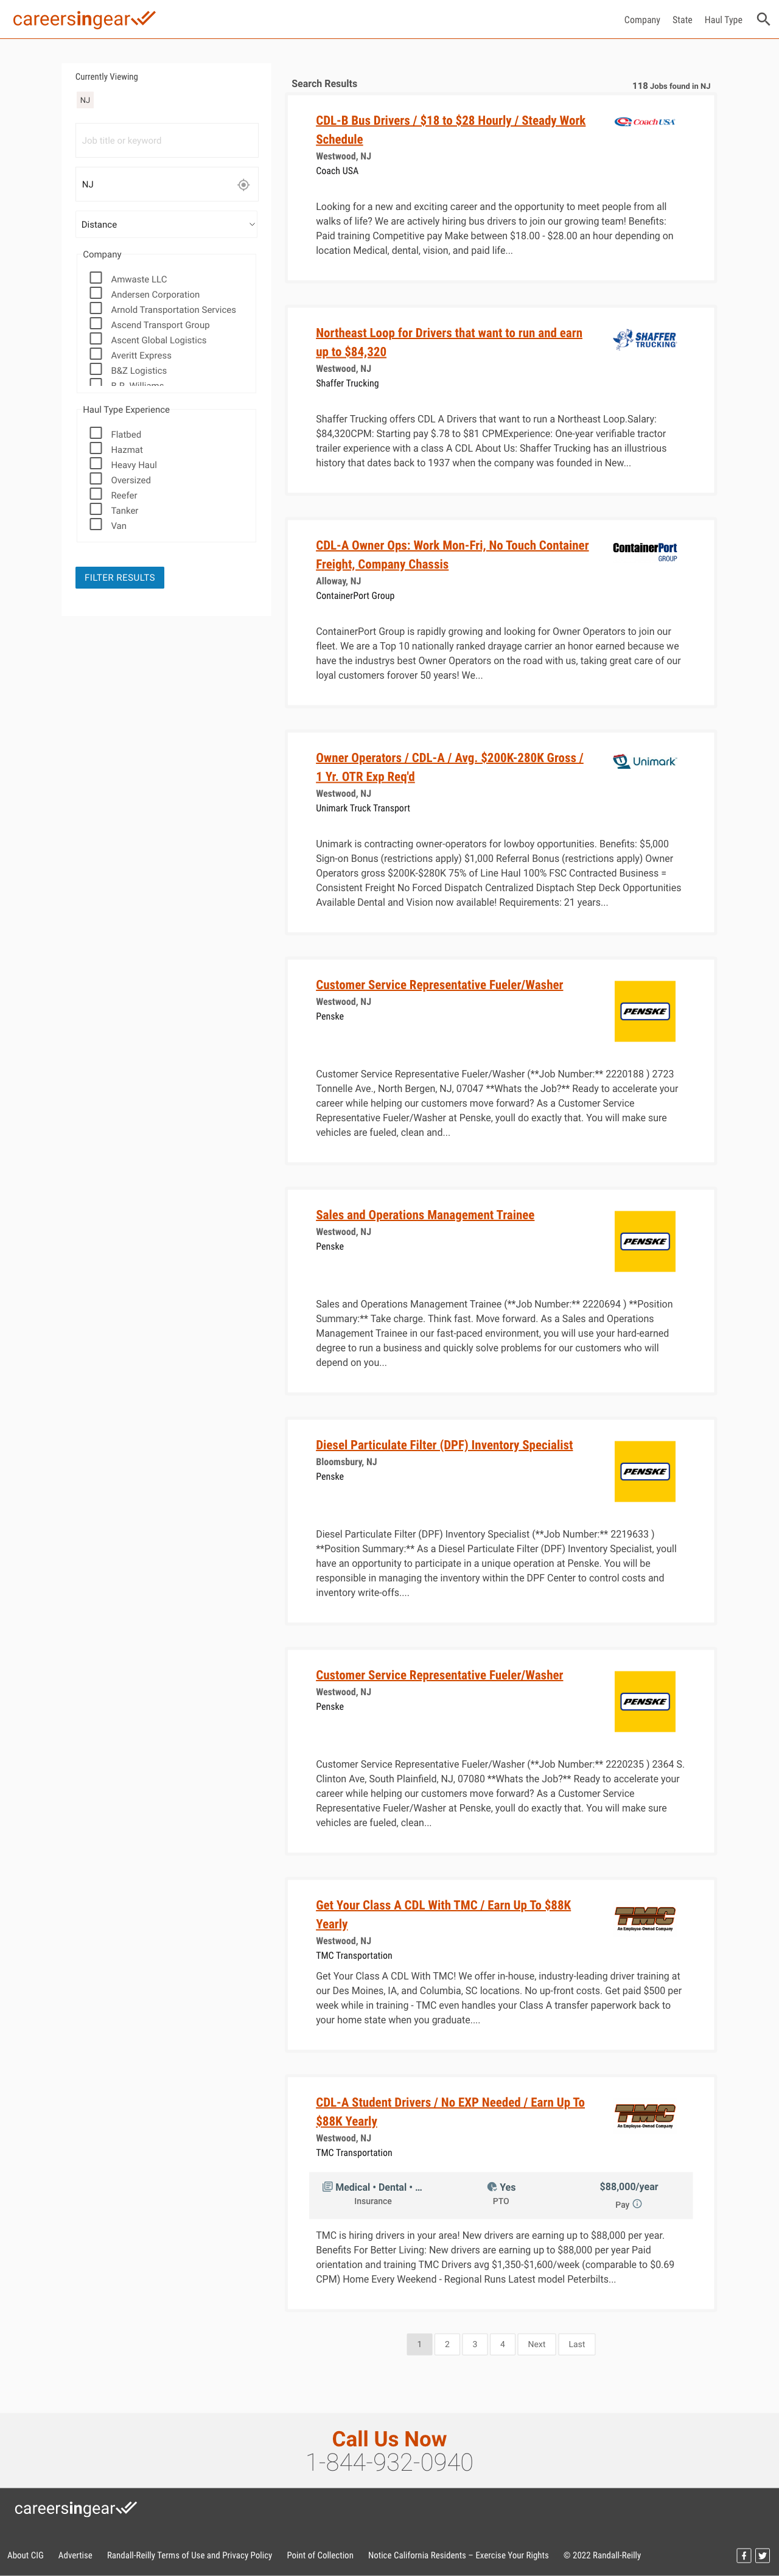 careersingear
Company State Haul Type
Currently Viewing
NJ
Job title or keyword
NJ
Distance
Company
Amwaste LLC
Andersen Corporation
Arnold Transportation Services
Ascend Transport Group
Ascent Global Logistics
Averitt Express
B&Z Logistics
B.R. Williams
Haul Type Experience
Flatbed
Hazmat
Heavy Haul
Oversized
Reefer
Tanker
Van
FILTER RESULTS
Search Results
118 Jobs found in NJ
CDL-B Bus Drivers / $18 to $28 Hourly / Steady Work
Schedule
Westwood, NJ
Coach USA
Coach USA
Looking for a new and exciting career and the opportunity to meet people from all
walks of life? We are actively hiring bus drivers to join our growing team! Benefits:
Paid training Competitive pay Make between $18.00 - $28.00 an hour depending on
location Medical, dental, vision, and paid life...
Northeast Loop for Drivers that want to run and earn
up to $84,320
Westwood, NJ
Shaffer Trucking
SHAFFER
TRUCKING
Shaffer Trucking offers CDL A Drivers that want to run a Northeast Loop.Salary:
$84,320CPM: Starting pay $.78 to $81 CPMExperience: One-year verifiable tractor
trailer experience with a class A CDL About Us: Shaffer Trucking has an illustrious
history that dates back to 1937 when the company was founded in New...
CDL-A Owner Ops: Work Mon-Fri, No Touch Container
Freight, Company Chassis
Alloway, NJ
ContainerPort Group
ContainerPort
GROUP
ContainerPort Group is rapidly growing and looking for Owner Operators to join our
fleet. We are a Top 10 nationally ranked drayage carrier an honor earned because we
have the industrys best Owner Operators on the road with us, taking great care of our
loyal customers forover 50 years! We...
Owner Operators / CDL-A / Avg. $200K-280K Gross /
1 Yr. OTR Exp Req'd
Westwood, NJ
Unimark Truck Transport
Unimark
Unimark is contracting owner-operators for lowboy opportunities. Benefits: $5,000
Sign-on Bonus (restrictions apply) $1,000 Referral Bonus (restrictions apply) Owner
Operators gross $200K-$280K 75% of Line Haul 100% FSC Contracted Business =
Consistent Freight No Forced Dispatch Centralized Disptach Step Deck Opportunities
Available Dental and Vision now available! Requirements: 21 years...
Customer Service Representative Fueler/Washer
Westwood, NJ
Penske
PENSKE
Customer Service Representative Fueler/Washer (**Job Number:** 2220188 ) 2723
Tonnelle Ave., North Bergen, NJ, 07047 **Whats the Job?** Ready to accelerate your
career while helping our customers move forward? As a Customer Service
Representative Fueler/Washer at Penske, youll do exactly that. You will make sure
vehicles are fueled, clean and...
Sales and Operations Management Trainee
Westwood, NJ
Penske
PENSKE
Sales and Operations Management Trainee (**Job Number:** 2220694 ) **Position
Summary:** Take charge. Think fast. Move forward. As a Sales and Operations
Management Trainee in our fast-paced environment, you will use your hard-earned
degree to run a business and quickly solve problems for our customers who will
depend on you...
Diesel Particulate Filter (DPF) Inventory Specialist
Bloomsbury, NJ
Penske
PENSKE
Diesel Particulate Filter (DPF) Inventory Specialist (**Job Number:** 2219633 )
**Position Summary:** As a Diesel Particulate Filter (DPF) Inventory Specialist, youll
have an opportunity to participate in a unique operation at Penske. You will be
responsible in managing the inventory within the DPF Center to control costs and
inventory write-offs....
Customer Service Representative Fueler/Washer
Westwood, NJ
Penske
PENSKE
Customer Service Representative Fueler/Washer (**Job Number:** 2220235 ) 2364 S.
Clinton Ave, South Plainfield, NJ, 07080 **Whats the Job?** Ready to accelerate your
career while helping our customers move forward? As a Customer Service
Representative Fueler/Washer at Penske, youll do exactly that. You will make sure
vehicles are fueled, clean...
Get Your Class A CDL With TMC / Earn Up To $88K
Yearly
Westwood, NJ
TMC Transportation
TMC
An Employee-Owned Company
Get Your Class A CDL With TMC! We offer in-house, industry-leading driver training at
our Des Moines, IA, and Columbia, SC locations. No up-front costs. Get paid $500 per
week while in training - TMC even handles your Class A transfer paperwork back to
your home state when you graduate....
CDL-A Student Drivers / No EXP Needed / Earn Up To
$88K Yearly
Westwood, NJ
TMC Transportation
TMC
An Employee-Owned Company
Medical • Dental • ... Yes $88,000/year
Insurance PTO Pay
TMC is hiring drivers in your area! New drivers are earning up to $88,000 per year.
Benefits For Better Living: New drivers are earning up to $88,000 per year Paid
orientation and training TMC Drivers avg $1,350-$1,600/week (comparable to $0.69
CPM) Home Every Weekend - Regional Runs Latest model Peterbilts...
1 2 3 4 Next Last
Call Us Now
1-844-932-0940
careersingear
About CIG Advertise Randall-Reilly Terms of Use and Privacy Policy Point of Collection Notice California Residents – Exercise Your Rights © 2022 Randall-Reilly